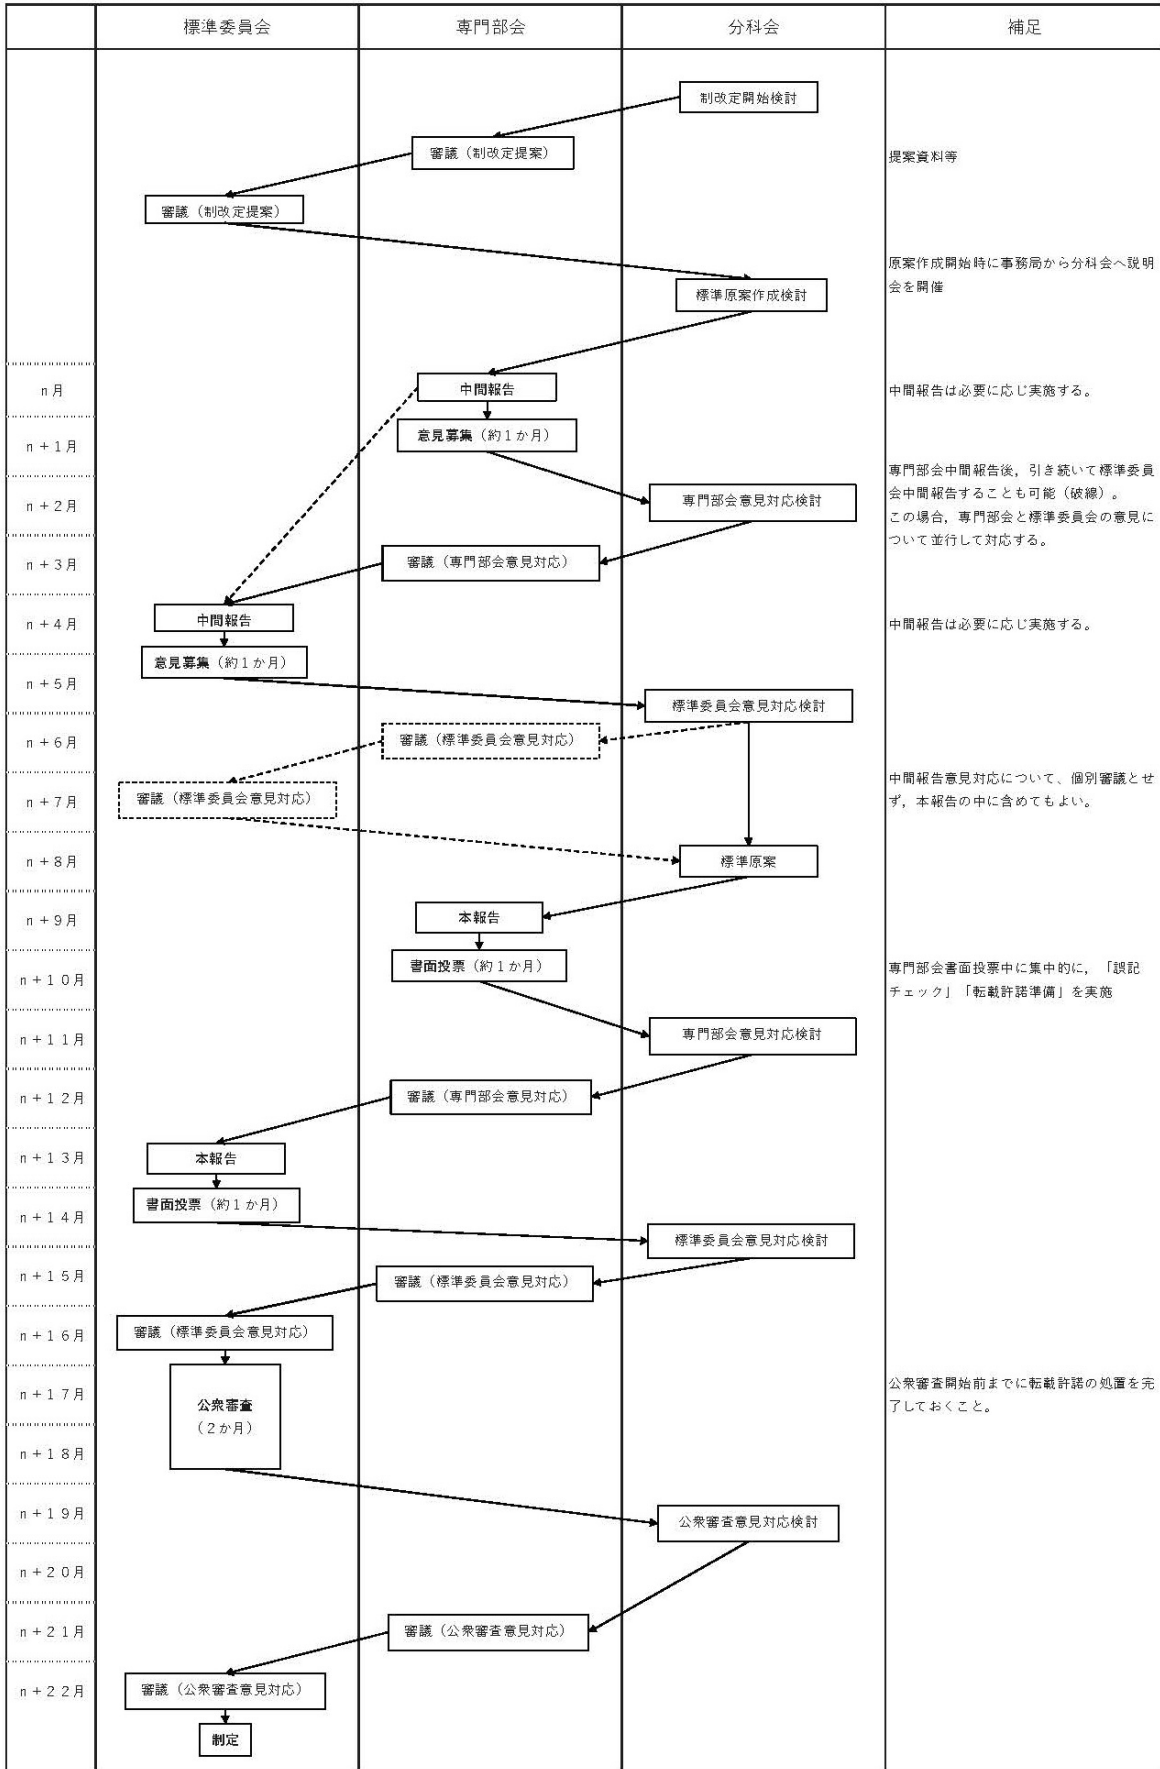 標準委員会
専門部会
分科会
補足
制改定開始検討
審議（制改定提案）
提案資料等
審議（制改定提案）
原案作成開始時に事務局から分科会へ説明
会を開催
標準原案作成検討
n月
中間報告
中間報告は必要に応じ実施する。
n＋1月
意見募集（約1か月）
専門部会中間報告後，引き続いて標準委員
会中間報告することも可能（破線）。
この場合，専門部会と標準委員会の意見に
ついて並行して対応する。
n＋2月
専門部会意見対応検討
n＋3月
審議（専門部会意見対応）
n＋4月
中間報告
中間報告は必要に応じ実施する。
意見募集（約1か月）
n＋5月
標準委員会意見対応検討
n＋6月
審議（標準委員会意見対応）
n＋7月
審議（標準委員会意見対応）
中間報告意見対応について、個別審議とせ
ず，本報告の中に含めてもよい。
n＋8月
標準原案
n＋9月
本報告
n＋10月
書面投票（約1か月）
専門部会書面投票中に集中的に，「誤記
チェック」「転載許諾準備」を実施
n＋11月
専門部会意見対応検討
n＋12月
審議（専門部会意見対応）
n＋13月
本報告
n＋14月
書面投票（約1か月）
標準委員会意見対応検討
n＋15月
審議（標準委員会意見対応）
n＋16月
審議（標準委員会意見対応）
n＋17月
公衆審査
（2か月）
公衆審査開始前までに転載許諾の処置を完
了しておくこと。
n＋18月
n＋19月
公衆審査意見対応検討
n＋20月
n＋21月
審議（公衆審査意見対応）
n＋22月
審議（公衆審査意見対応）
制定